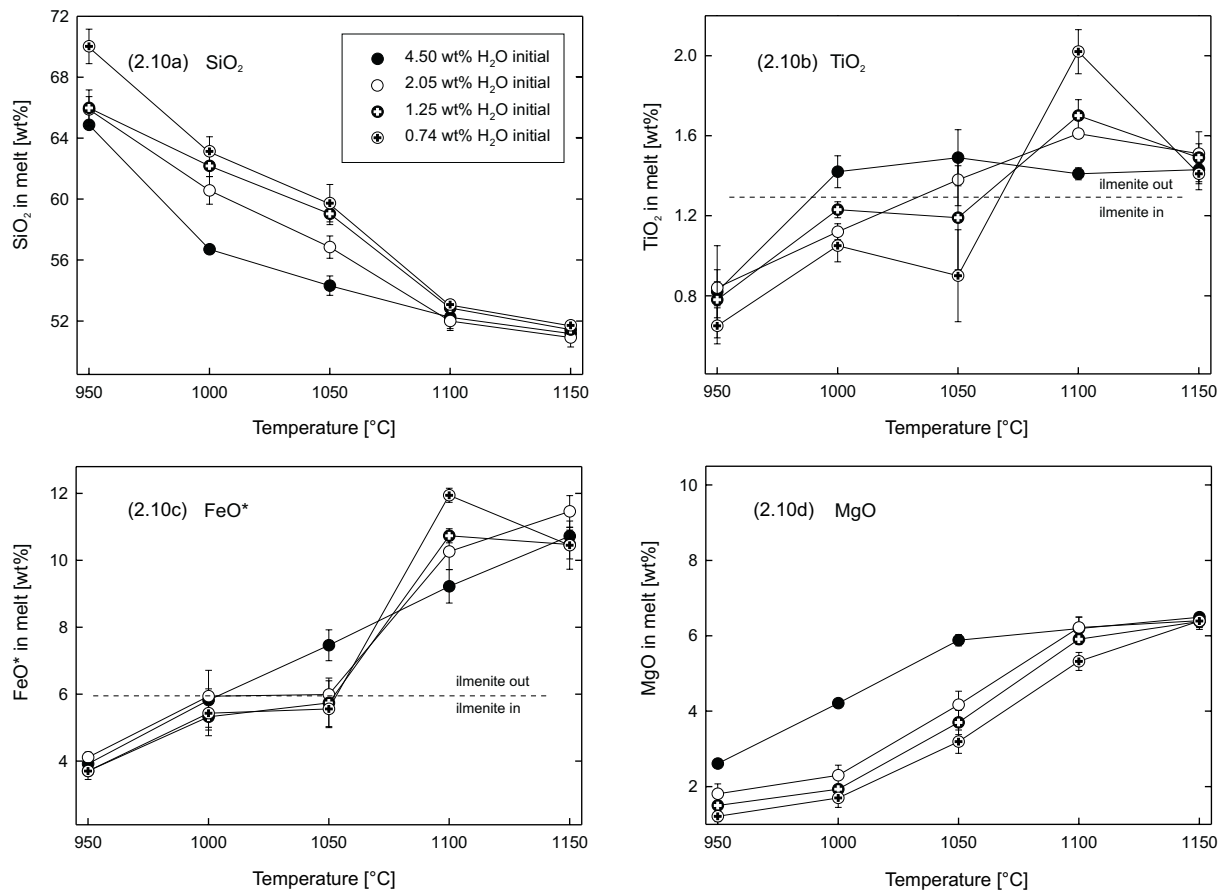 (2.10a) SiO₂
SiO₂ in melt [wt%]
72
68
64
60
56
52
950
1000
1050
1100
1150
Temperature [°C]
4.50 wt% H₂O initial
2.05 wt% H₂O initial
1.25 wt% H₂O initial
0.74 wt% H₂O initial
(2.10b) TiO₂
TiO₂ in melt [wt%]
2.0
1.6
1.2
0.8
ilmenite out
ilmenite in
950
1000
1050
1100
1150
Temperature [°C]
(2.10c) FeO*
FeO* in melt [wt%]
12
10
8
6
4
ilmenite out
ilmenite in
950
1000
1050
1100
1150
Temperature [°C]
(2.10d) MgO
MgO in melt [wt%]
10
8
6
4
2
950
1000
1050
1100
1150
Temperature [°C]